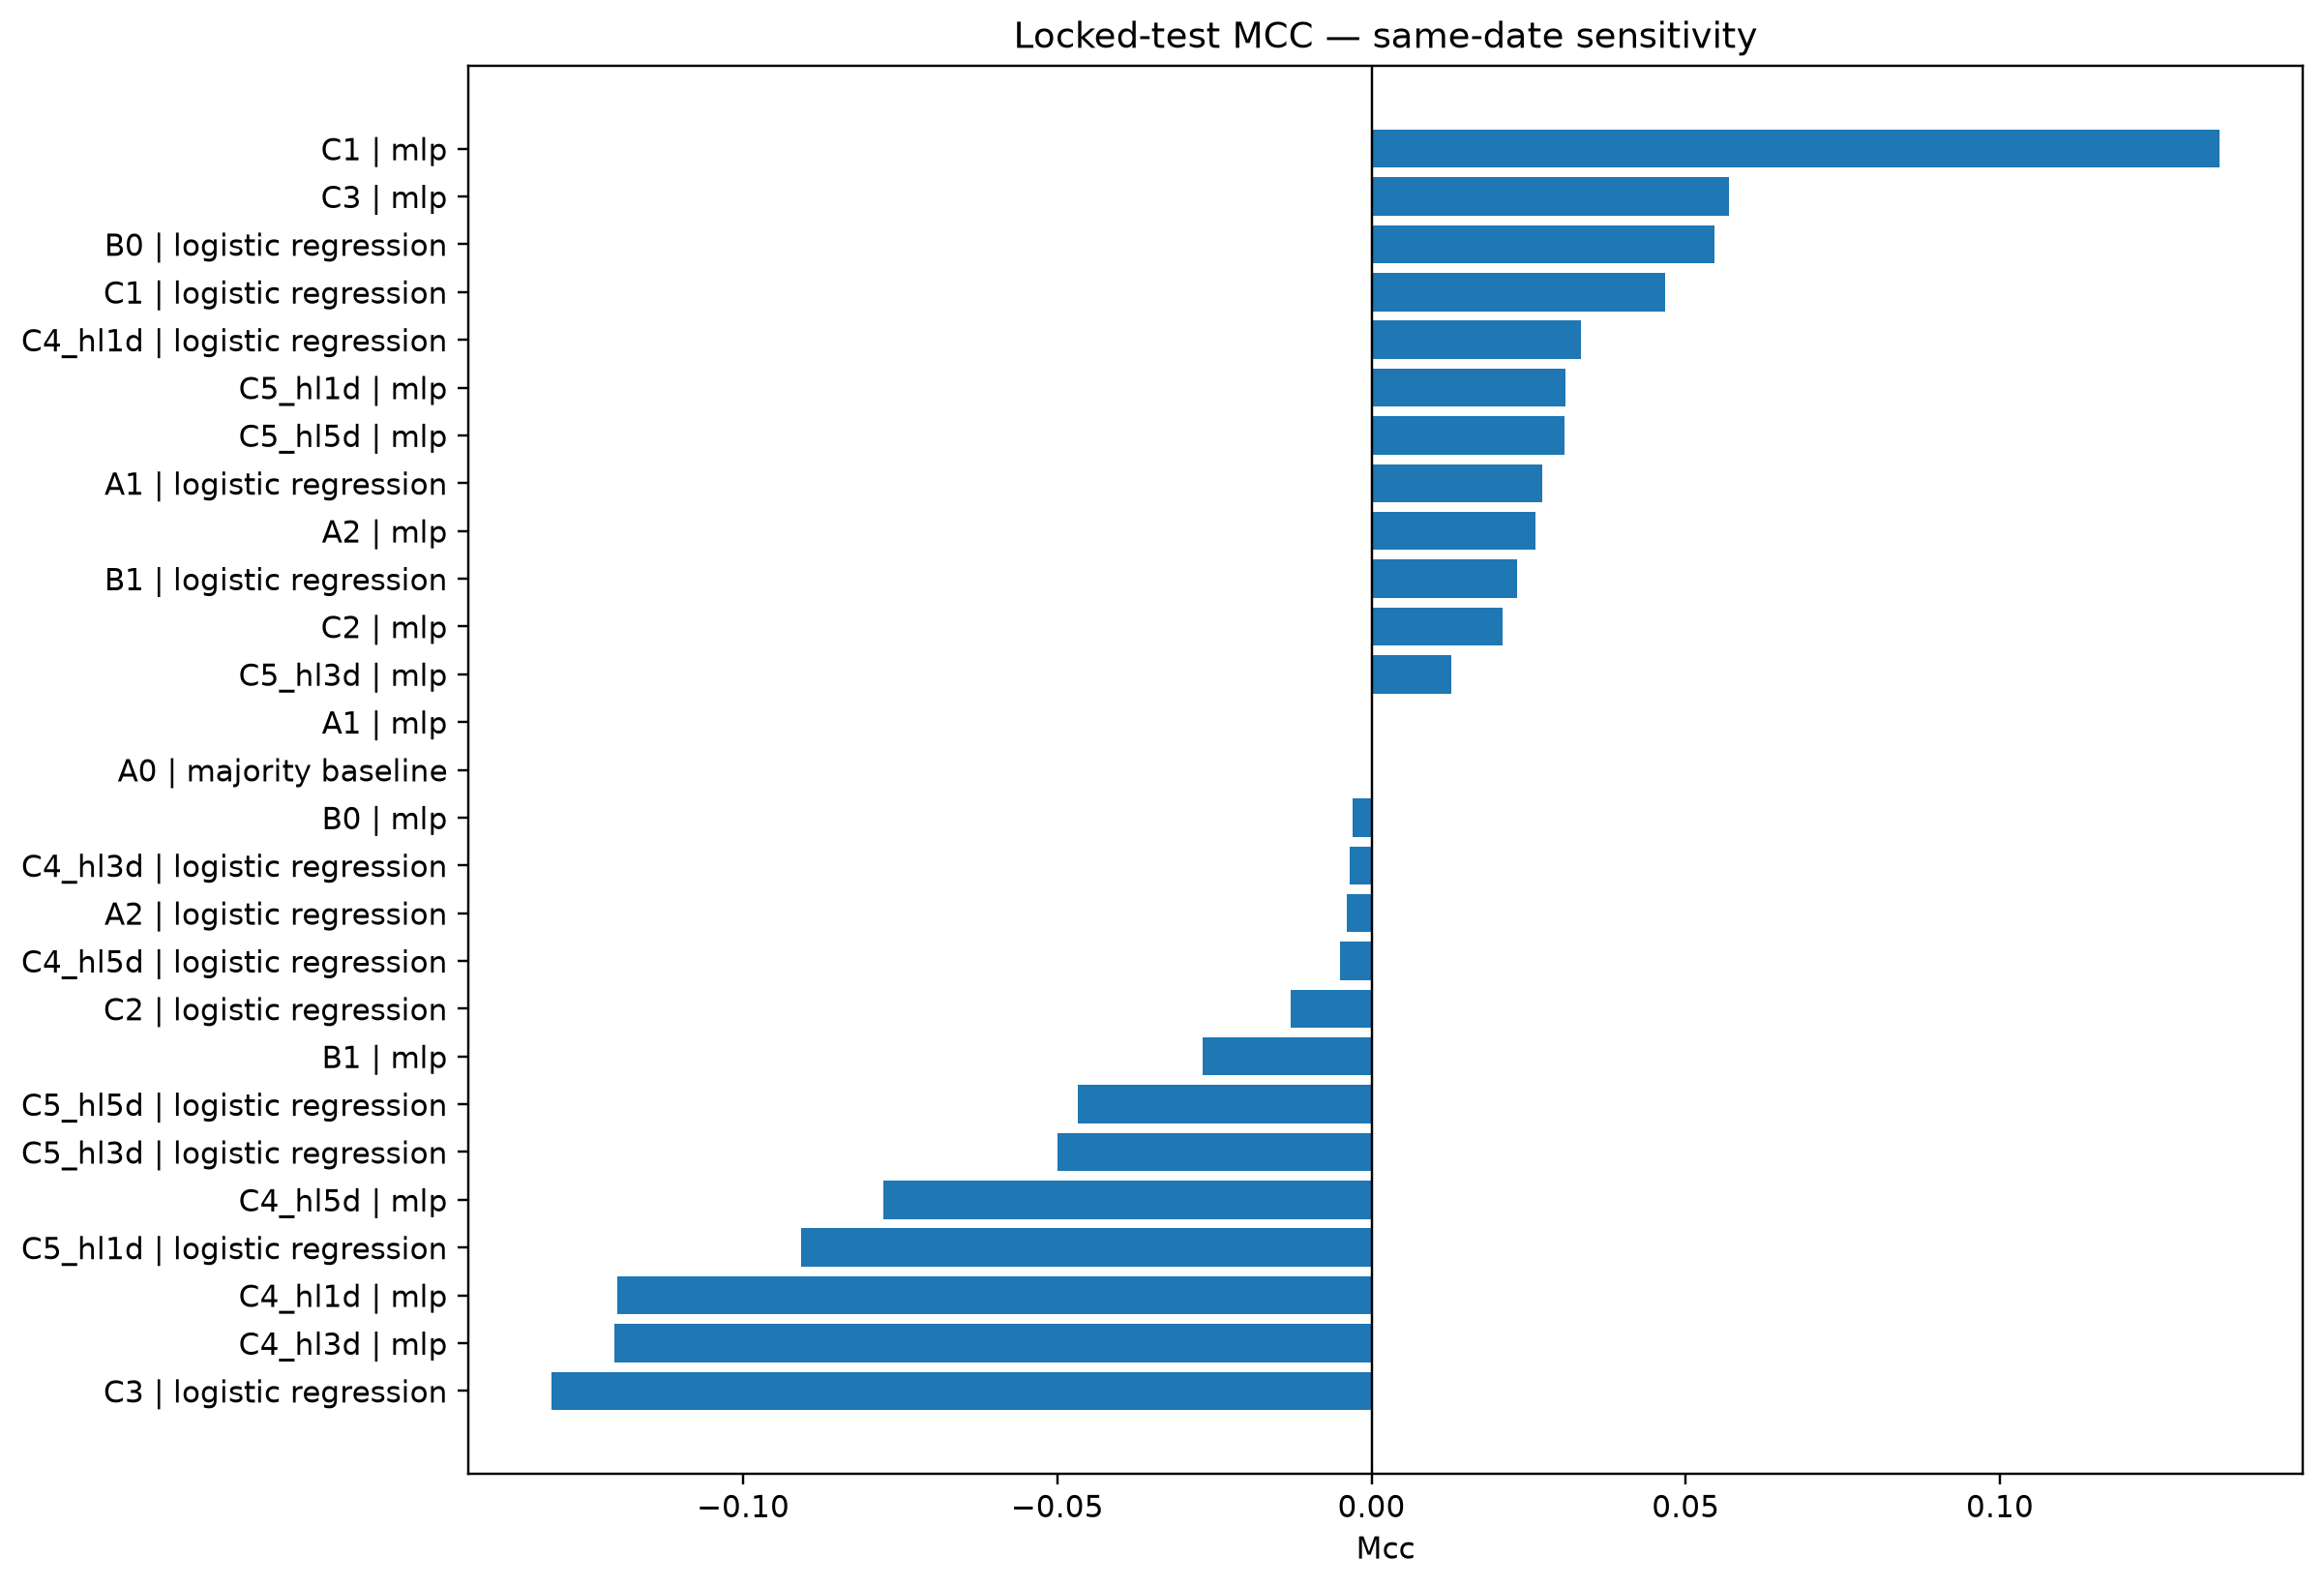 Locked-test MCC — same-date sensitivity
C1 | mlp
C3 | mlp
B0 | logistic regression
C1 | logistic regression
C4_hl1d | logistic regression
C5_hl1d | mlp
C5_hl5d | mlp
A1 | logistic regression
A2 | mlp
B1 | logistic regression
C2 | mlp
C5_hl3d | mlp
A1 | mlp
A0 | majority baseline
B0 | mlp
C4_hl3d | logistic regression
A2 | logistic regression
C4_hl5d | logistic regression
C2 | logistic regression
B1 | mlp
C5_hl5d | logistic regression
C5_hl3d | logistic regression
C4_hl5d | mlp
C5_hl1d | logistic regression
C4_hl1d | mlp
C4_hl3d | mlp
C3 | logistic regression
−0.10 −0.05 0.00 0.05 0.10
Mcc